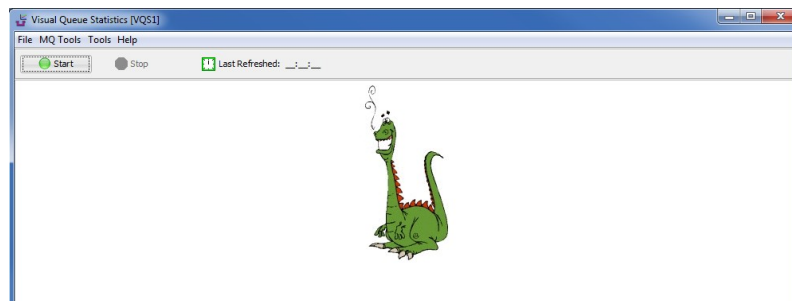 Visual Queue Statistics [VQS1]
File MQ Tools Tools Help
Start Stop Last Refreshed: __:__:__